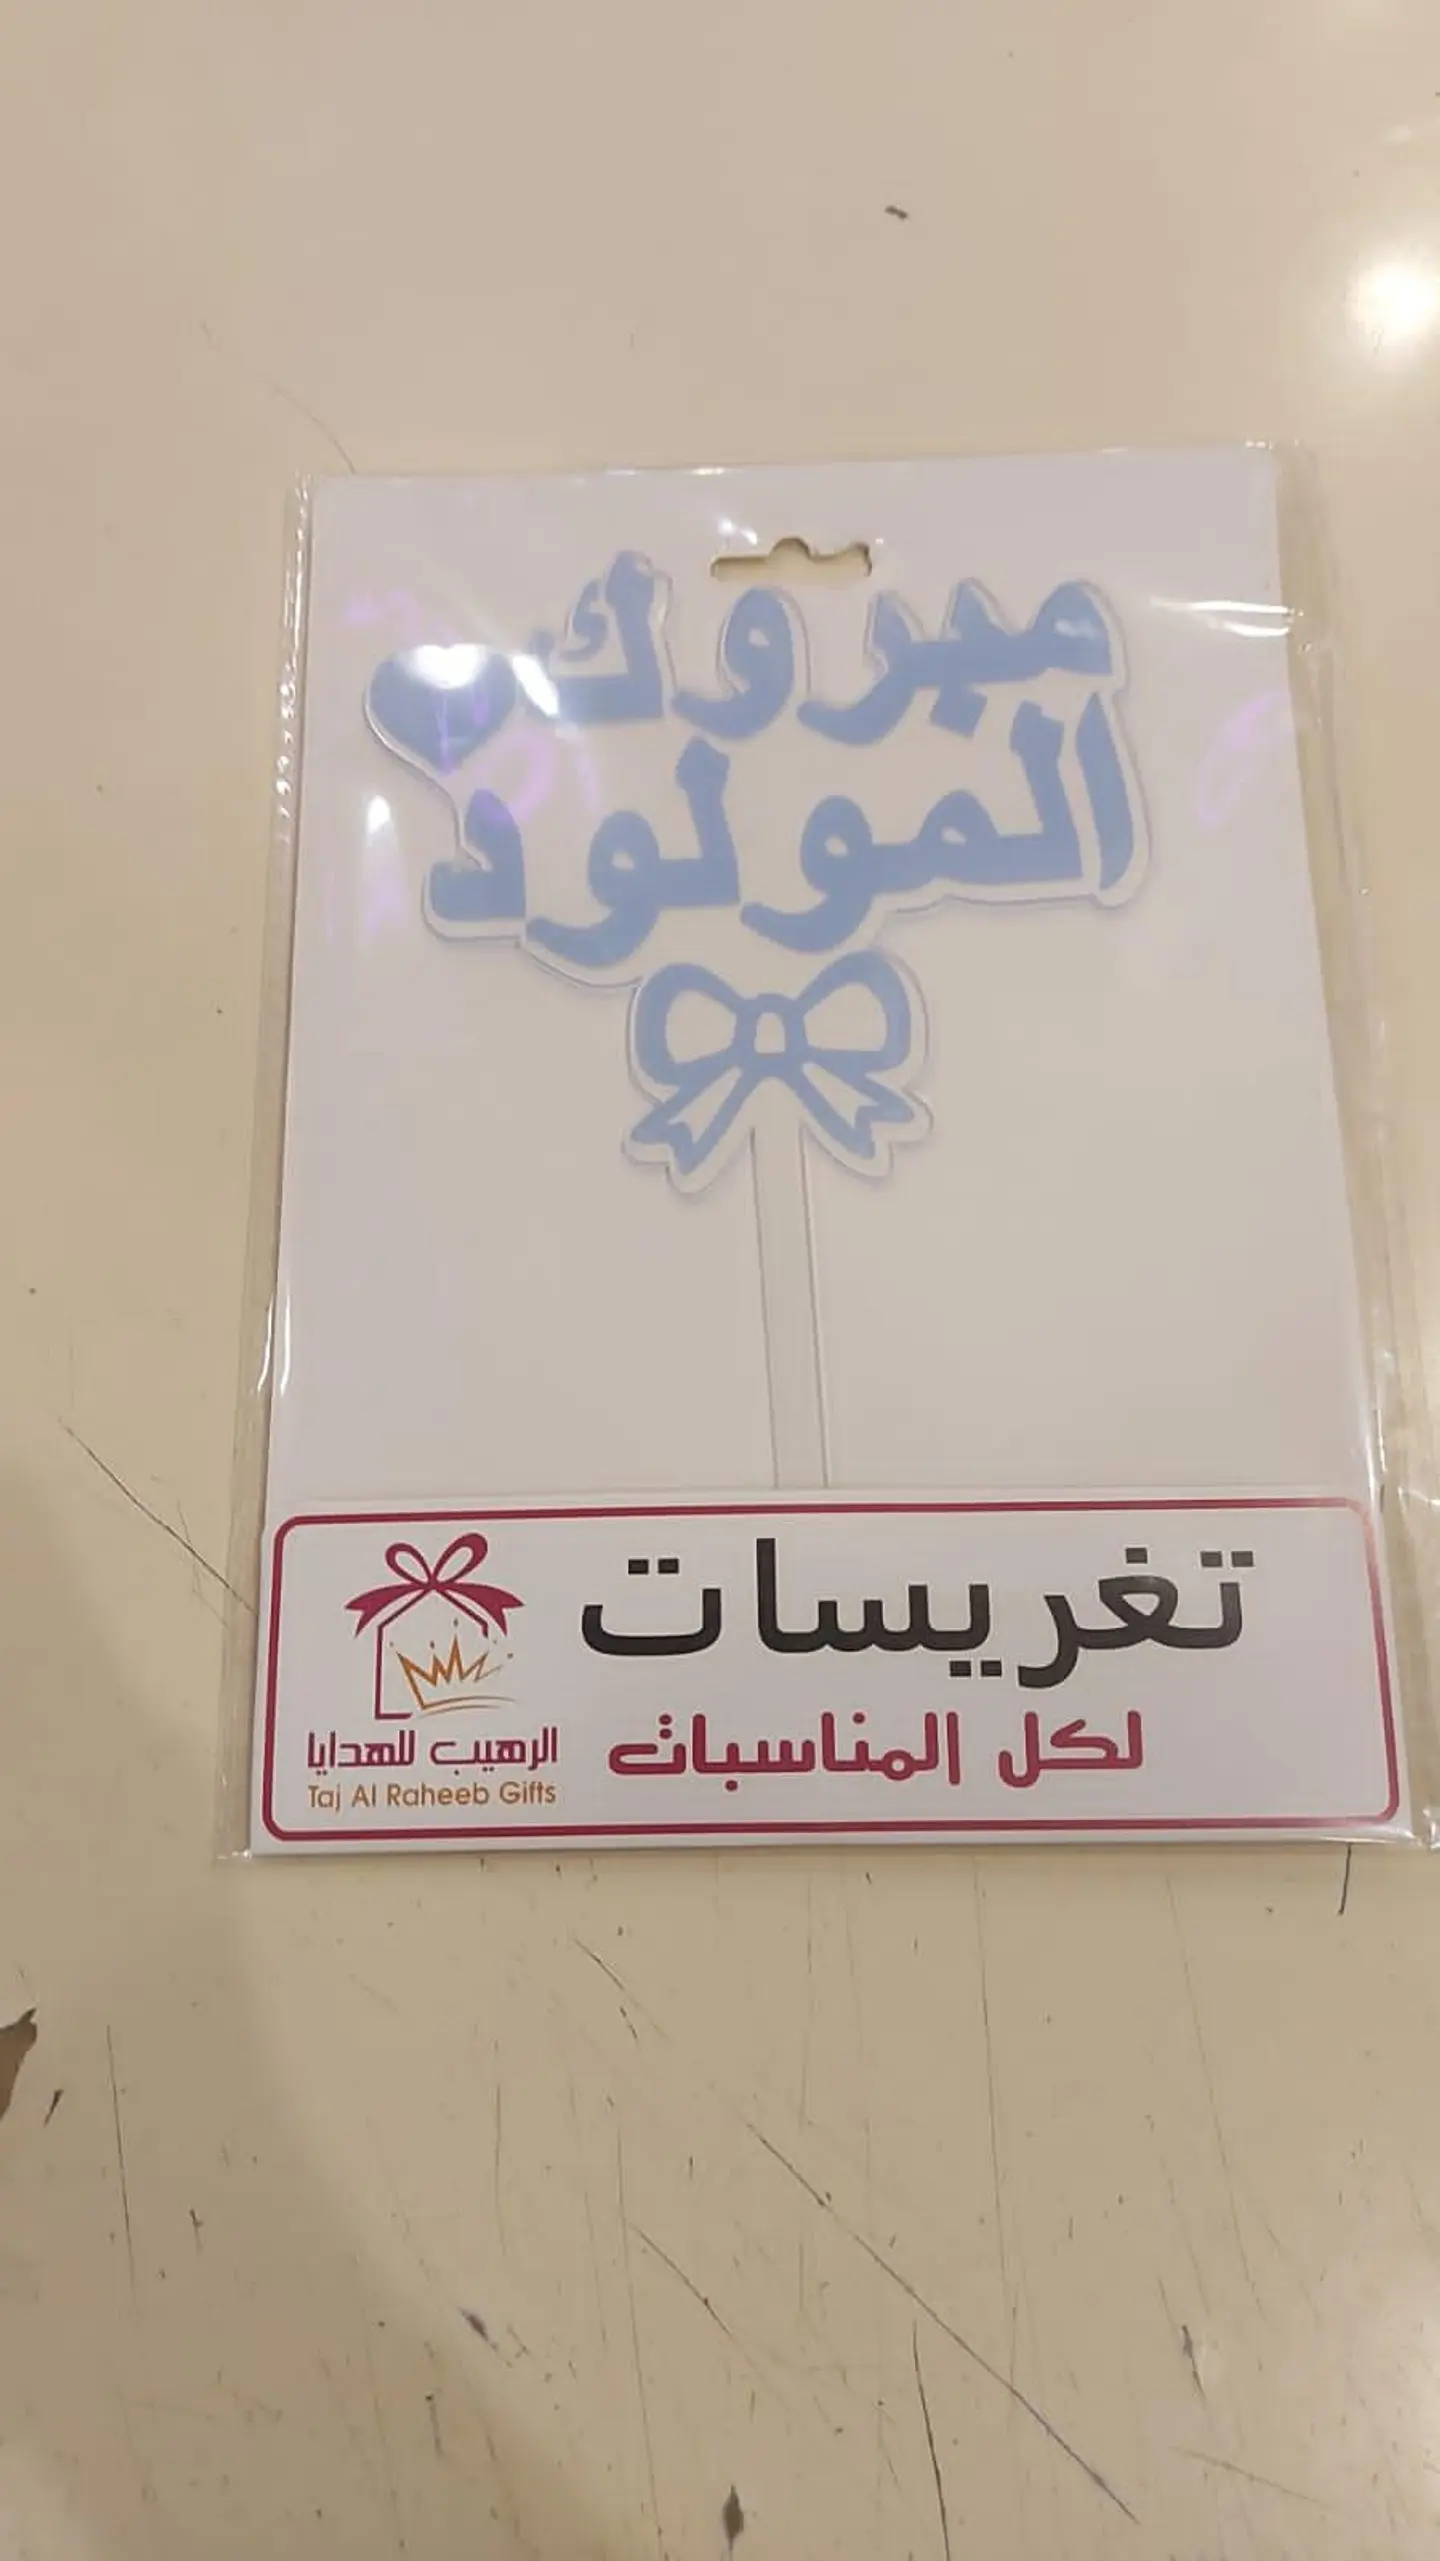 مبروك
المولود
تغريسات
لكل المناسبات
الرهيب للهدايا
Taj Al Raheeb Gifts